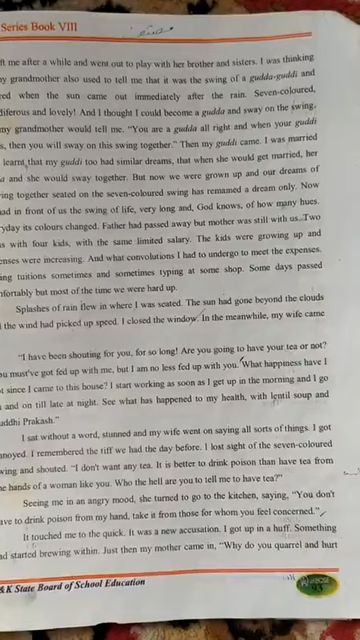 Series Book VIII
ft me after a while and went out to play with her brother and sisters. I was thinking
y grandmother also used to tell me that it was the swing of a gudda-guddi and
red when the sun came out immediately after the rain. Seven-coloured,
diferous and lovely! And I thought I could become a gudda and sway on the swing.
my grandmother would tell me. "You are a gudda all right and when your guddi
s, then you will sway on this swing together." Then my guddi came. I was married
learnt that my guddi too had similar dreams, that when she would get married, her
a and she would sway together. But now we were grown up and our dreams of
ing together seated on the seven-coloured swing has remained a dream only. Now
ad in front of us the swing of life, very long and, God knows, of how many hues.
ryday its colours changed. Father had passed away but mother was still with us. Two
s with four kids, with the same limited salary. The kids were growing up and
enses were increasing. And what convolutions I had to undergo to meet the expenses.
ing tuitions sometimes and sometimes typing at some shop. Some days passed
nfortably but most of the time we were hard up.
Splashes of rain flew in where I was seated. The sun had gone beyond the clouds
l the wind had picked up speed. I closed the window. In the meanwhile, my wife came
"I have been shouting for you, for so long! Are you going to have your tea or not?
ou must've got fed up with me, but I am no less fed up with you. What happiness have I
t since I came to this house? I start working as soon as I get up in the morning and I go
and on till late at night. See what has happened to my health, with lentil soup and
uddhi Prakash."
I sat without a word, stunned and my wife went on saying all sorts of things. I got
nnoyed. I remembered the tiff we had the day before. I lost sight of the seven-coloured
wing and shouted. "I don't want any tea. It is better to drink poison than have tea from
he hands of a woman like you. Who the hell are you to tell me to have tea?"
Seeing me in an angry mood, she turned to go to the kitchen, saying, "You don't
ave to drink poison from my hand, take it from those for whom you feel concerned."
It touched me to the quick. It was a new accusation. I got up in a huff. Something
ad started brewing within. Just then my mother came in, "Why do you quarrel and hurt
&K State Board of School Education
93